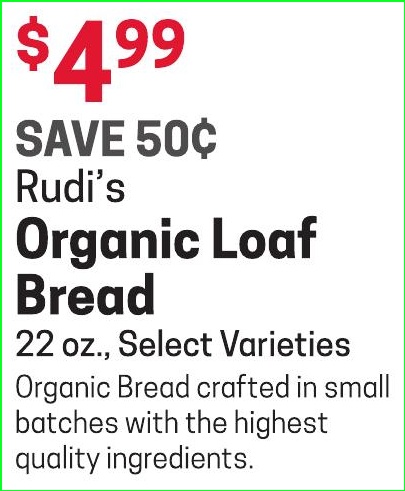 $4.99
SAVE 50¢
Rudi's
Organic Loaf
Bread
22 oz., Select Varieties
Organic Bread crafted in small
batches with the highest
quality ingredients.